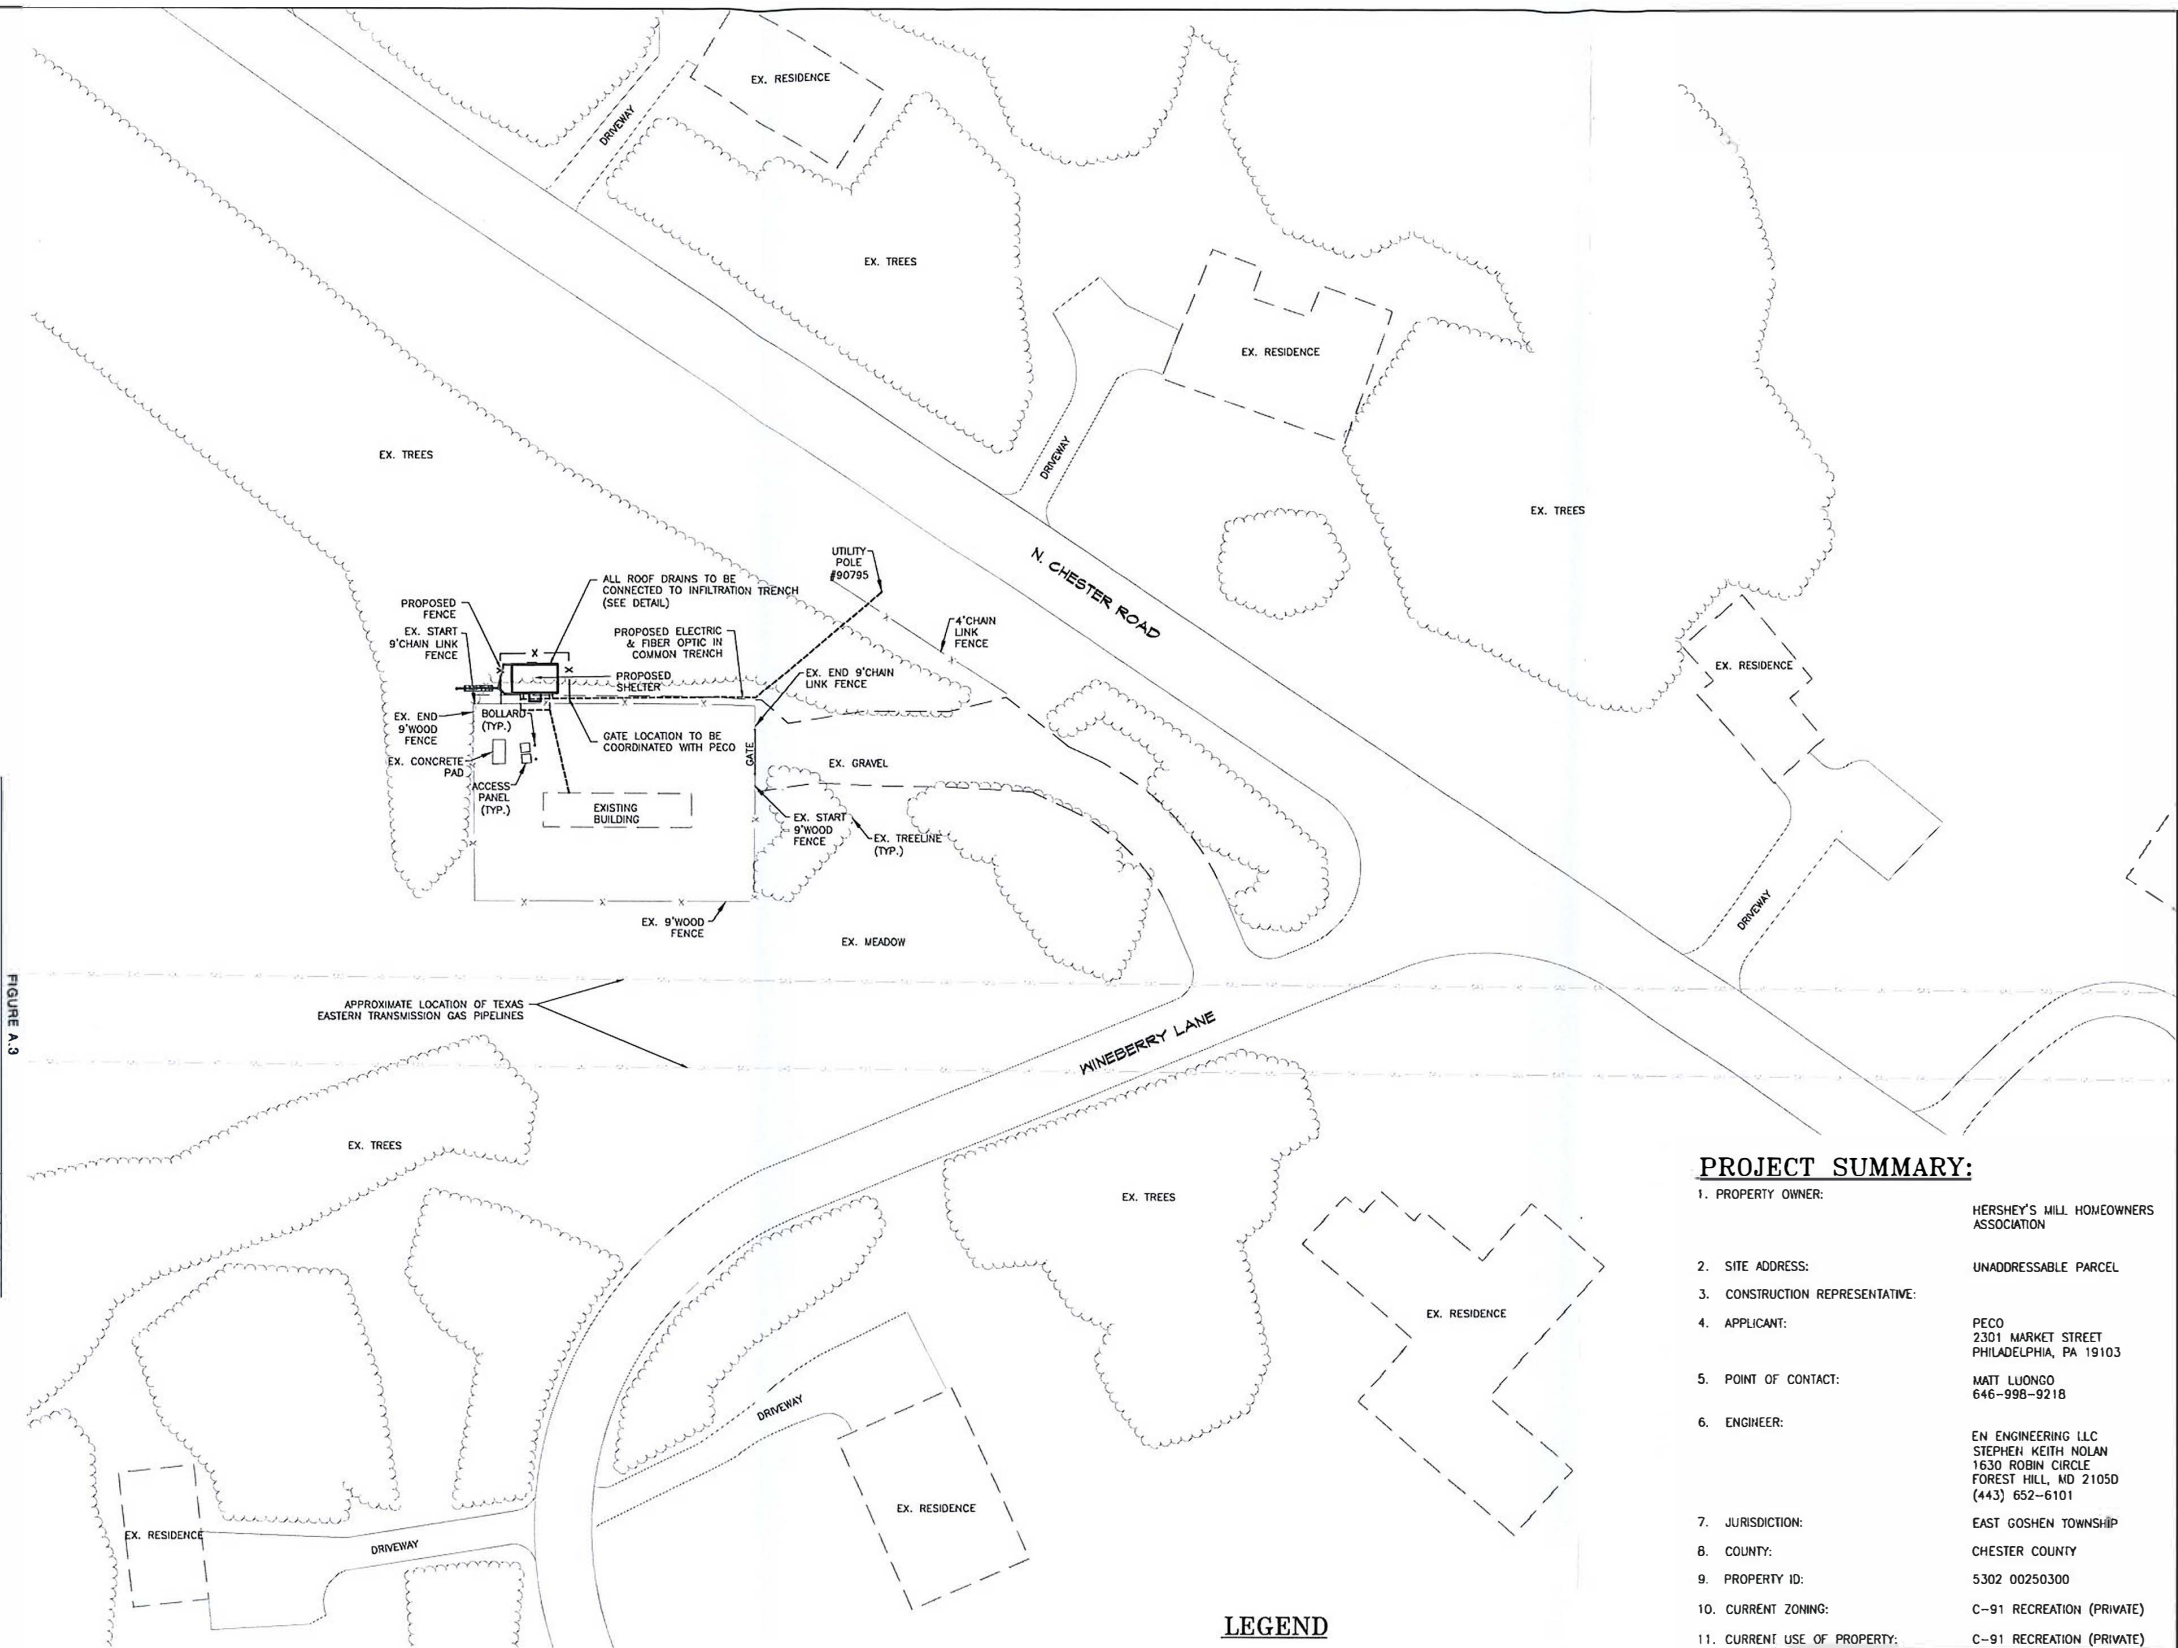 EX. RESIDENCE
DRIVEWAY
EX. TREES
EX. RESIDENCE
DRIVEWAY
EX. TREES
EX. TREES
N. CHESTER ROAD
UTILITY
POLE
#90795
ALL ROOF DRAINS TO BE
CONNECTED TO INFILTRATION TRENCH
(SEE DETAIL)
PROPOSED
FENCE
EX. START
9'CHAIN LINK
FENCE
PROPOSED ELECTRIC
& FIBER OPTIC IN
COMMON TRENCH
4'CHAIN
LINK
FENCE
PROPOSED
SHELTER
EX. END 9'CHAIN
LINK FENCE
EX. RESIDENCE
EX. END
9'WOOD
FENCE
BOLLARD
(TYP.)
GATE LOCATION TO BE
COORDINATED WITH PECO
GATE
EX. GRAVEL
EX. CONCRETE
PAD
ACCESS
PANEL
(TYP.)
EXISTING
BUILDING
EX. START
9'WOOD
FENCE
EX. TREELINE
(TYP.)
DRIVEWAY
EX. 9'WOOD
FENCE
EX. MEADOW
APPROXIMATE LOCATION OF TEXAS
EASTERN TRANSMISSION GAS PIPELINES
FIGURE A.3
WINEBERRY LANE
EX. TREES
EX. TREES
EX. RESIDENCE
DRIVEWAY
EX. RESIDENCE
EX. RESIDENCE
DRIVEWAY
LEGEND
PROJECT SUMMARY:
1. PROPERTY OWNER:
HERSHEY'S MILL HOMEOWNERS
ASSOCIATION
2. SITE ADDRESS: UNADDRESSABLE PARCEL
3. CONSTRUCTION REPRESENTATIVE:
4. APPLICANT: PECO
2301 MARKET STREET
PHILADELPHIA, PA 19103
5. POINT OF CONTACT: MATT LUONGO
646-998-9218
6. ENGINEER:
EN ENGINEERING LLC
STEPHEN KEITH NOLAN
1630 ROBIN CIRCLE
FOREST HILL, MD 21050
(443) 652-6101
7. JURISDICTION: EAST GOSHEN TOWNSHIP
8. COUNTY: CHESTER COUNTY
9. PROPERTY ID: 5302 00250300
10. CURRENT ZONING: C-91 RECREATION (PRIVATE)
11. CURRENT USE OF PROPERTY: C-91 RECREATION (PRIVATE)